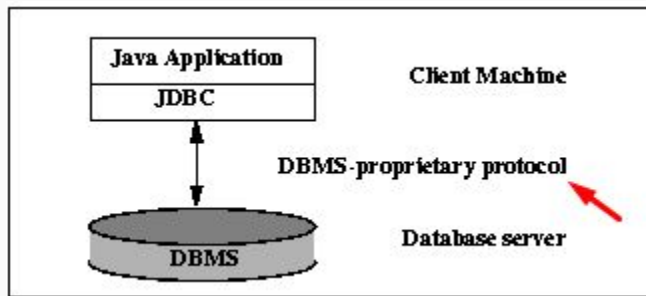 Java Application
Client Machine
JDBC
DBMS-proprietary protocol
Database server
DBMS